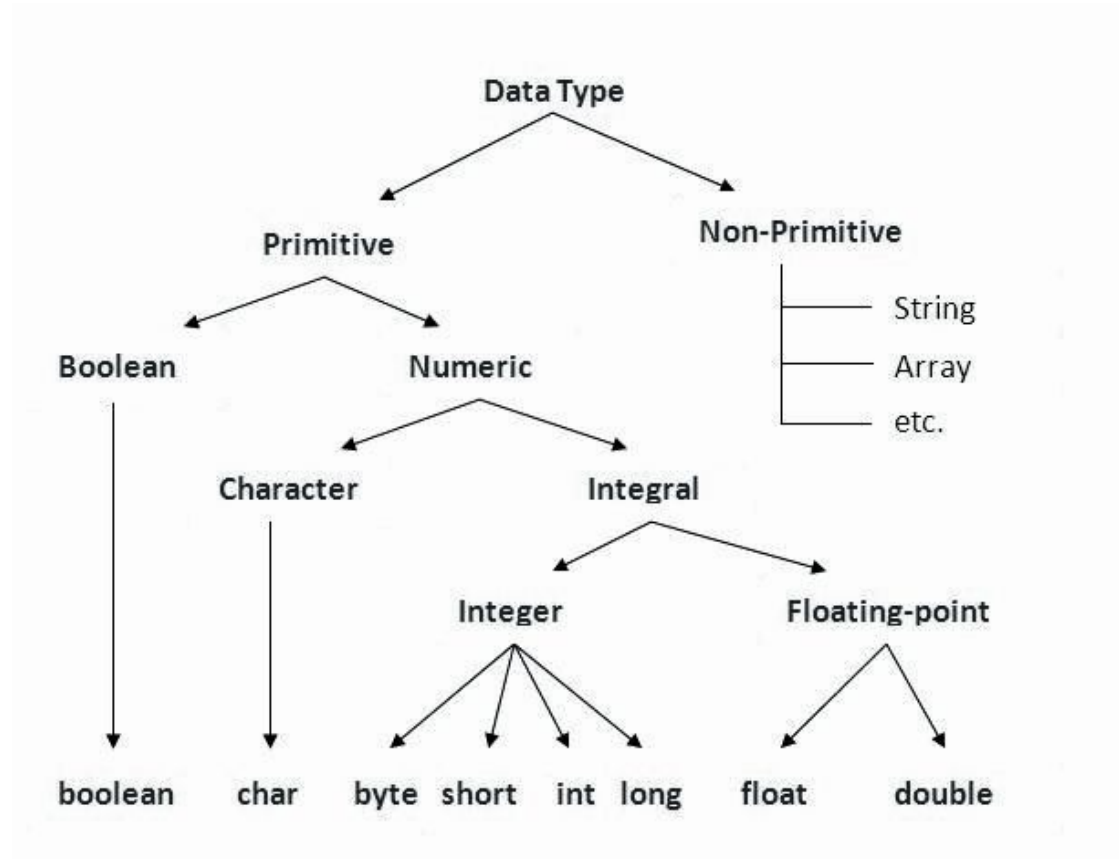 Data Type
Primitive
Non-Primitive
String
Array
etc.
Boolean
Numeric
Character
Integral
Integer
Floating-point
boolean
char
byte
short
int
long
float
double